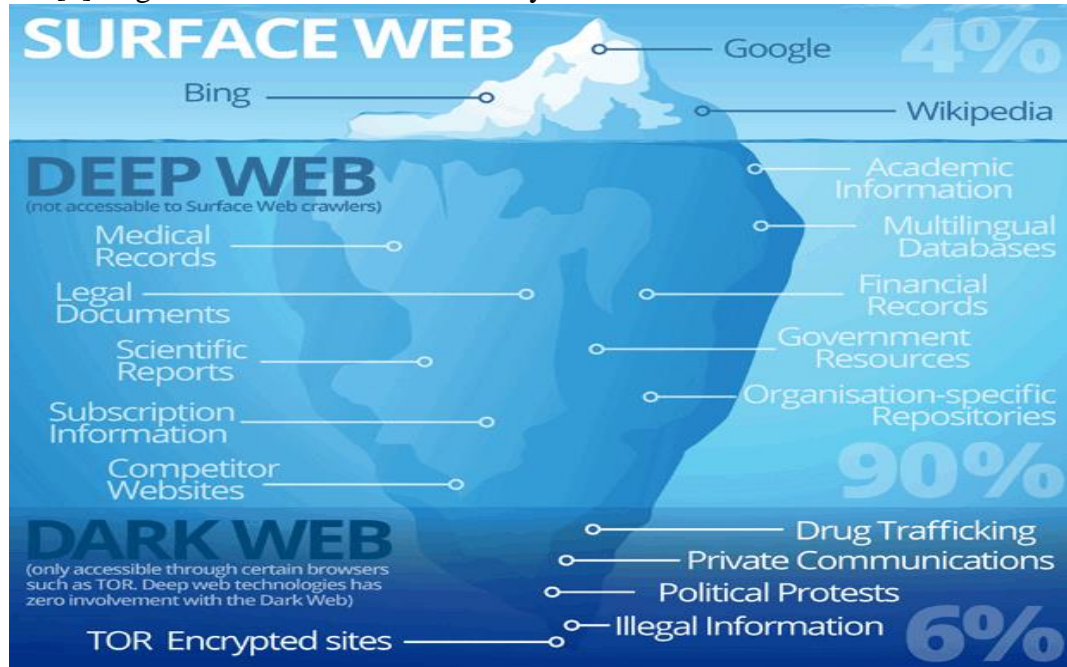 SURFACE WEB
4%
Google
Bing
Wikipedia
DEEP WEB
(not accessable to Surface Web crawlers)
Academic
Information
Multilingual
Databases
Medical
Records
Legal
Documents
Financial
Records
Scientific
Reports
Government
Resources
Subscription
Information
Organisation-specific
Repositories
Competitor
Websites
90%
DARK WEB
(only accessible through certain browsers
such as TOR. Deep web technologies has
zero involvement with the Dark Web)
Drug Trafficking
Private Communications
Political Protests
Illegal Information
TOR Encrypted sites
6%